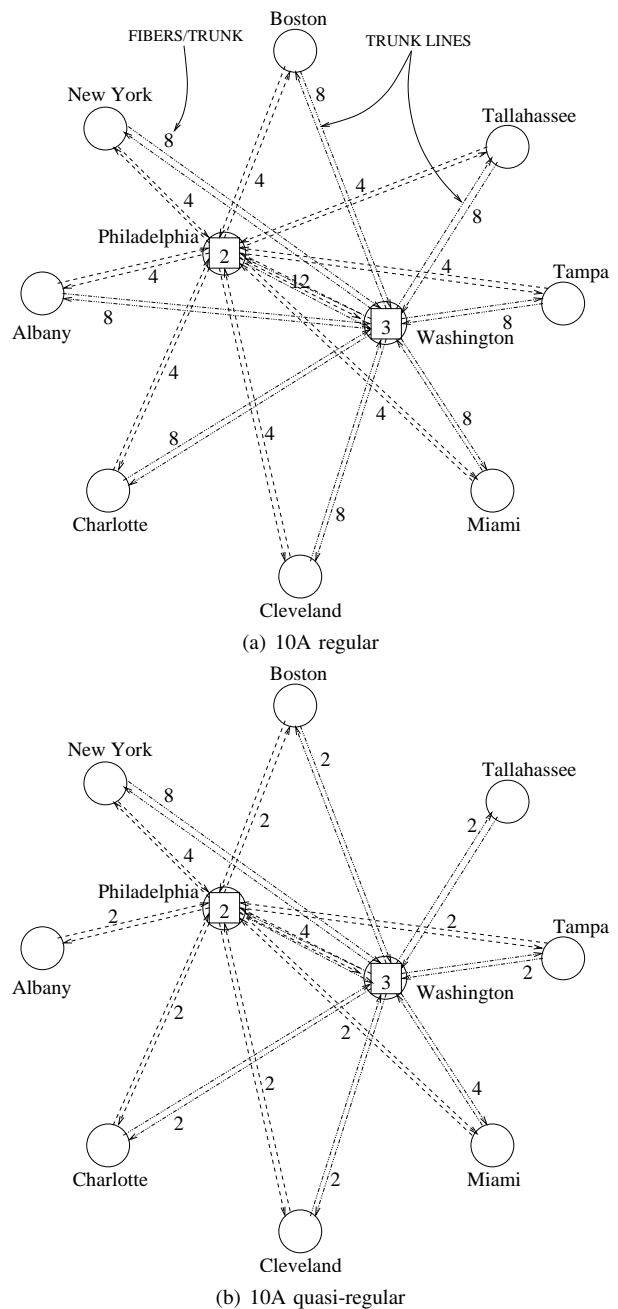 Boston
FIBERS/TRUNK
TRUNK LINES
New York
8
Tallahassee
8
4
4
4
8
Philadelphia
2
4
12
4
Tampa
Albany
8
3
Washington
8
4
4
8
8
4
Charlotte
8
Miami
Cleveland
(a) 10A regular
Boston
New York
2
Tallahassee
8
2
2
4
Philadelphia
2
2
4
2
Tampa
Albany
3
Washington
2
2
2
2
4
2
Charlotte
2
Miami
Cleveland
(b) 10A quasi-regular